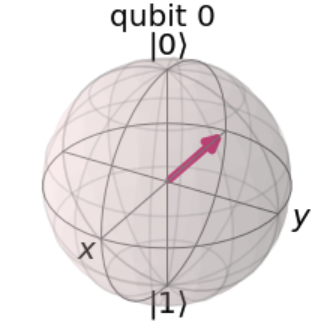 qubit 0
|0⟩
x
y
|1⟩